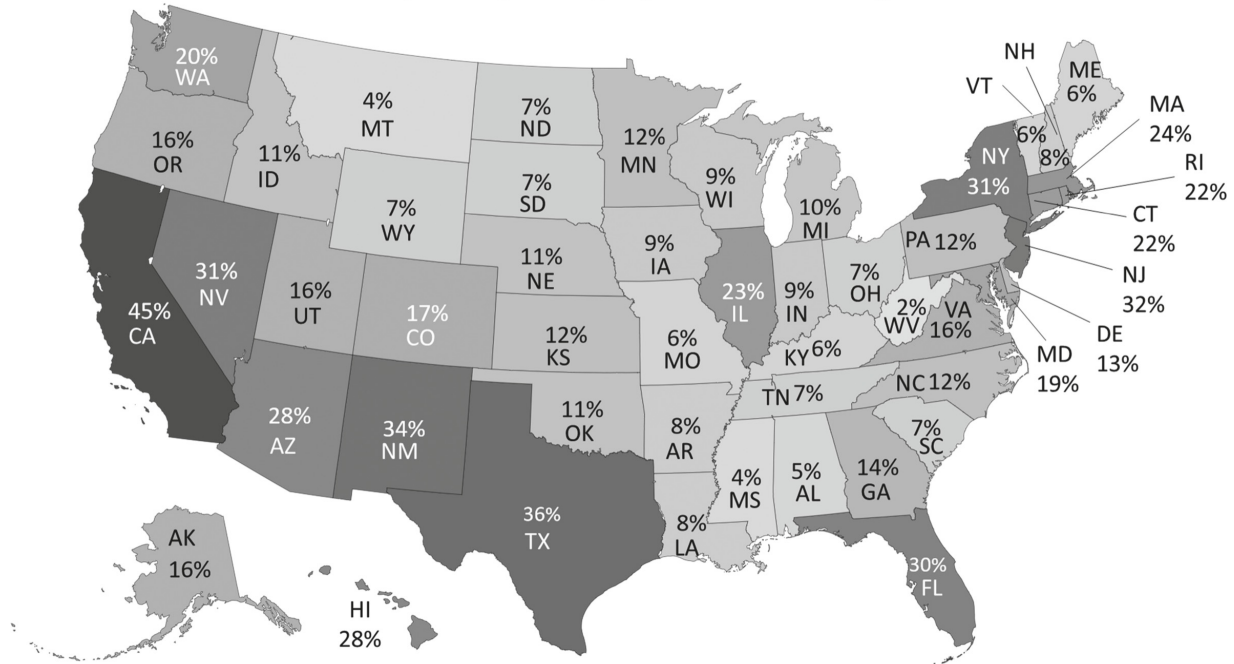 20%
WA
4%
MT
7%
ND
12%
MN
NH
ME
6%
VT
MA
24%
16%
OR
11%
ID
7%
SD
9%
WI
10%
MI
NY
31%
6%
8%
RI
22%
CT
22%
7%
WY
9%
IA
PA 12%
NJ
32%
31%
NV
16%
UT
17%
CO
11%
NE
23%
IL
9%
IN
7%
OH
2%
WV
VA
16%
DE
13%
MD
19%
45%
CA
12%
KS
6%
MO
KY 6%
NC 12%
TN 7%
28%
AZ
34%
NM
11%
OK
8%
AR
7%
SC
4%
MS
5%
AL
14%
GA
36%
TX
8%
LA
30%
FL
AK
16%
HI
28%